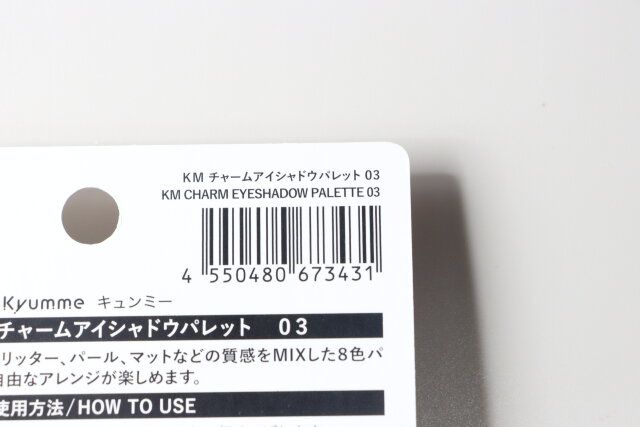 KM チャームアイシャドウパレット 03
KM CHARM EYESHADOW PALETTE 03
4 550480 673431
Kyumme キュンミー
チャームアイシャドウパレット 03
リッター、パール、マットなどの質感をMIXした8色パ
自由なアレンジが楽しめます。
使用方法/HOW TO USE